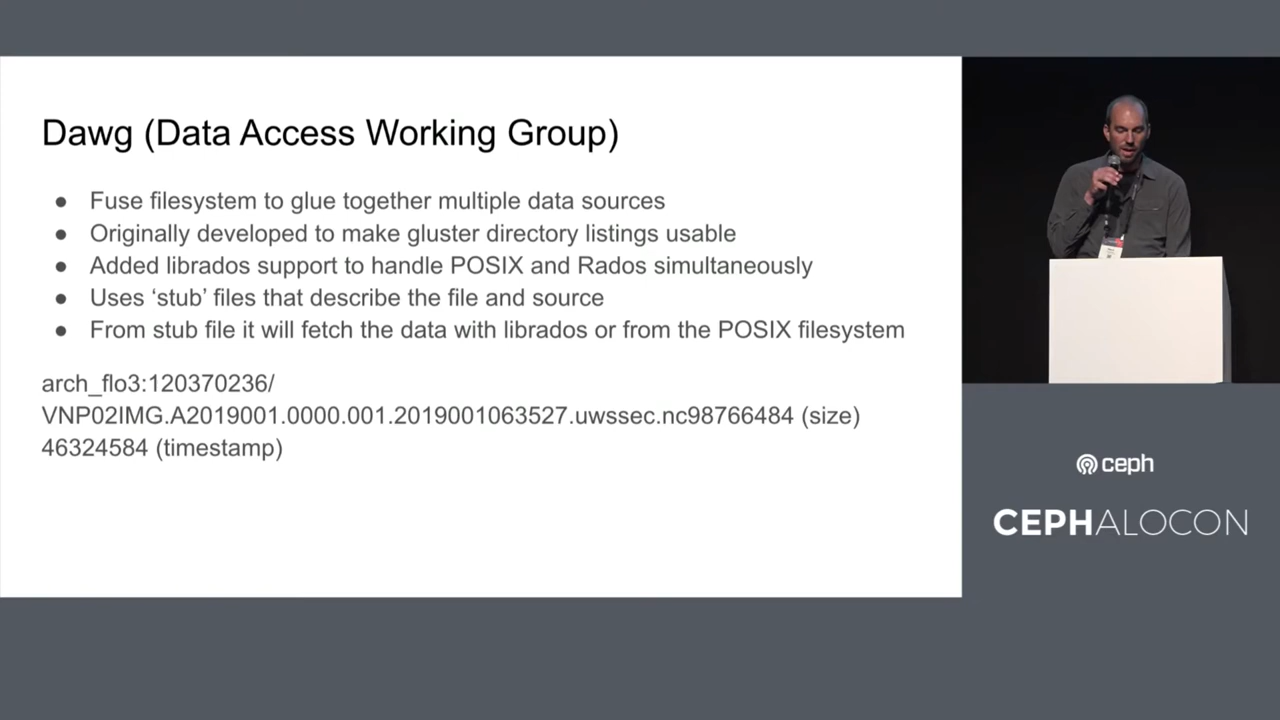 Dawg (Data Access Working Group)
● Fuse filesystem to glue together multiple data sources
● Originally developed to make gluster directory listings usable
● Added librados support to handle POSIX and Rados simultaneously
● Uses ‘stub’ files that describe the file and source
● From stub file it will fetch the data with librados or from the POSIX filesystem
arch_flo3:120370236/
VNP02IMG.A2019001.0000.001.2019001063527.uwssec.nc98766484 (size)
46324584 (timestamp)
ceph
CEPHALOCON